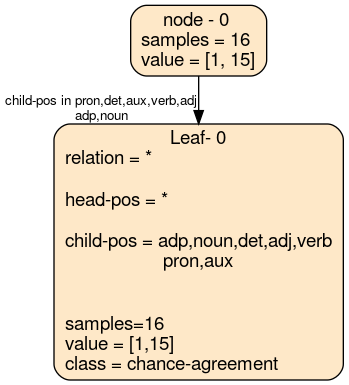 node - 0
samples = 16
value = [1, 15]
child-pos in pron,det,aux,verb,adj
adp,noun
Leaf- 0
relation = *
head-pos = *
child-pos = adp,noun,det,adj,verb
pron,aux
samples=16
value = [1,15]
class = chance-agreement